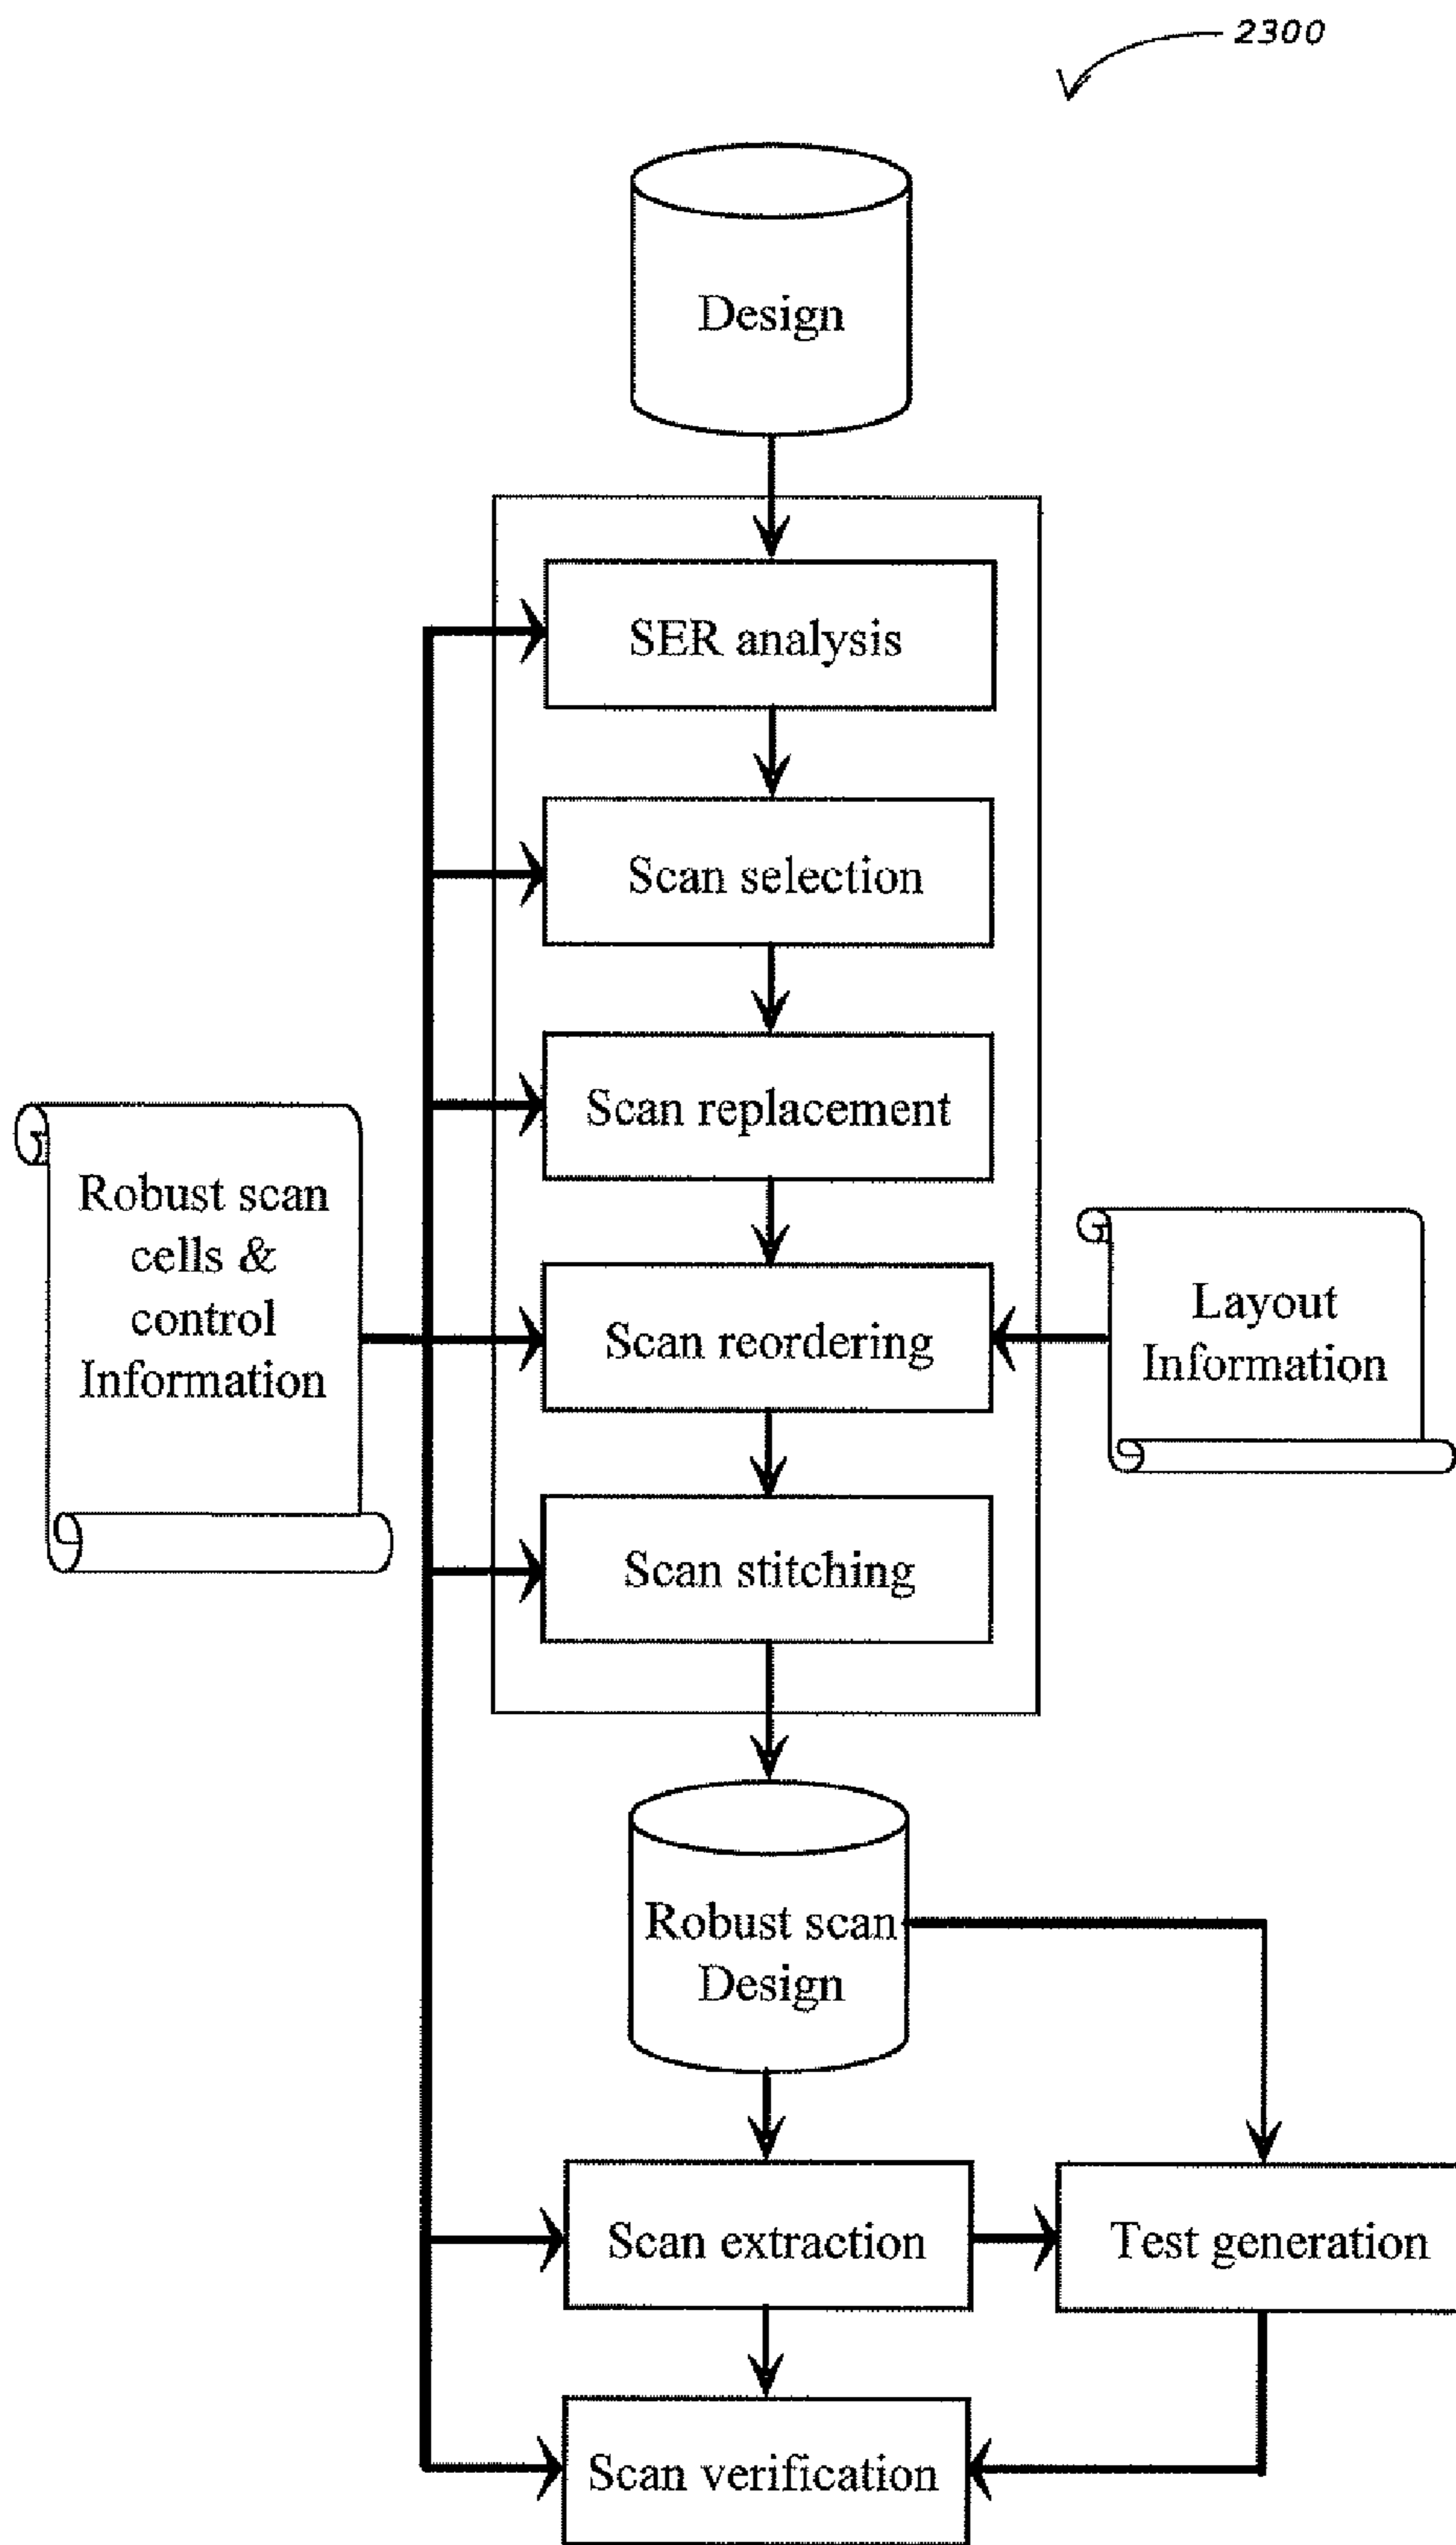 2300
Design
SER analysis
Scan selection
Scan replacement
Robust scan
cells &
control
Information
Scan reordering
Layout
Information
Scan stitching
Robust scan
Design
Scan extraction
Test generation
Scan verification